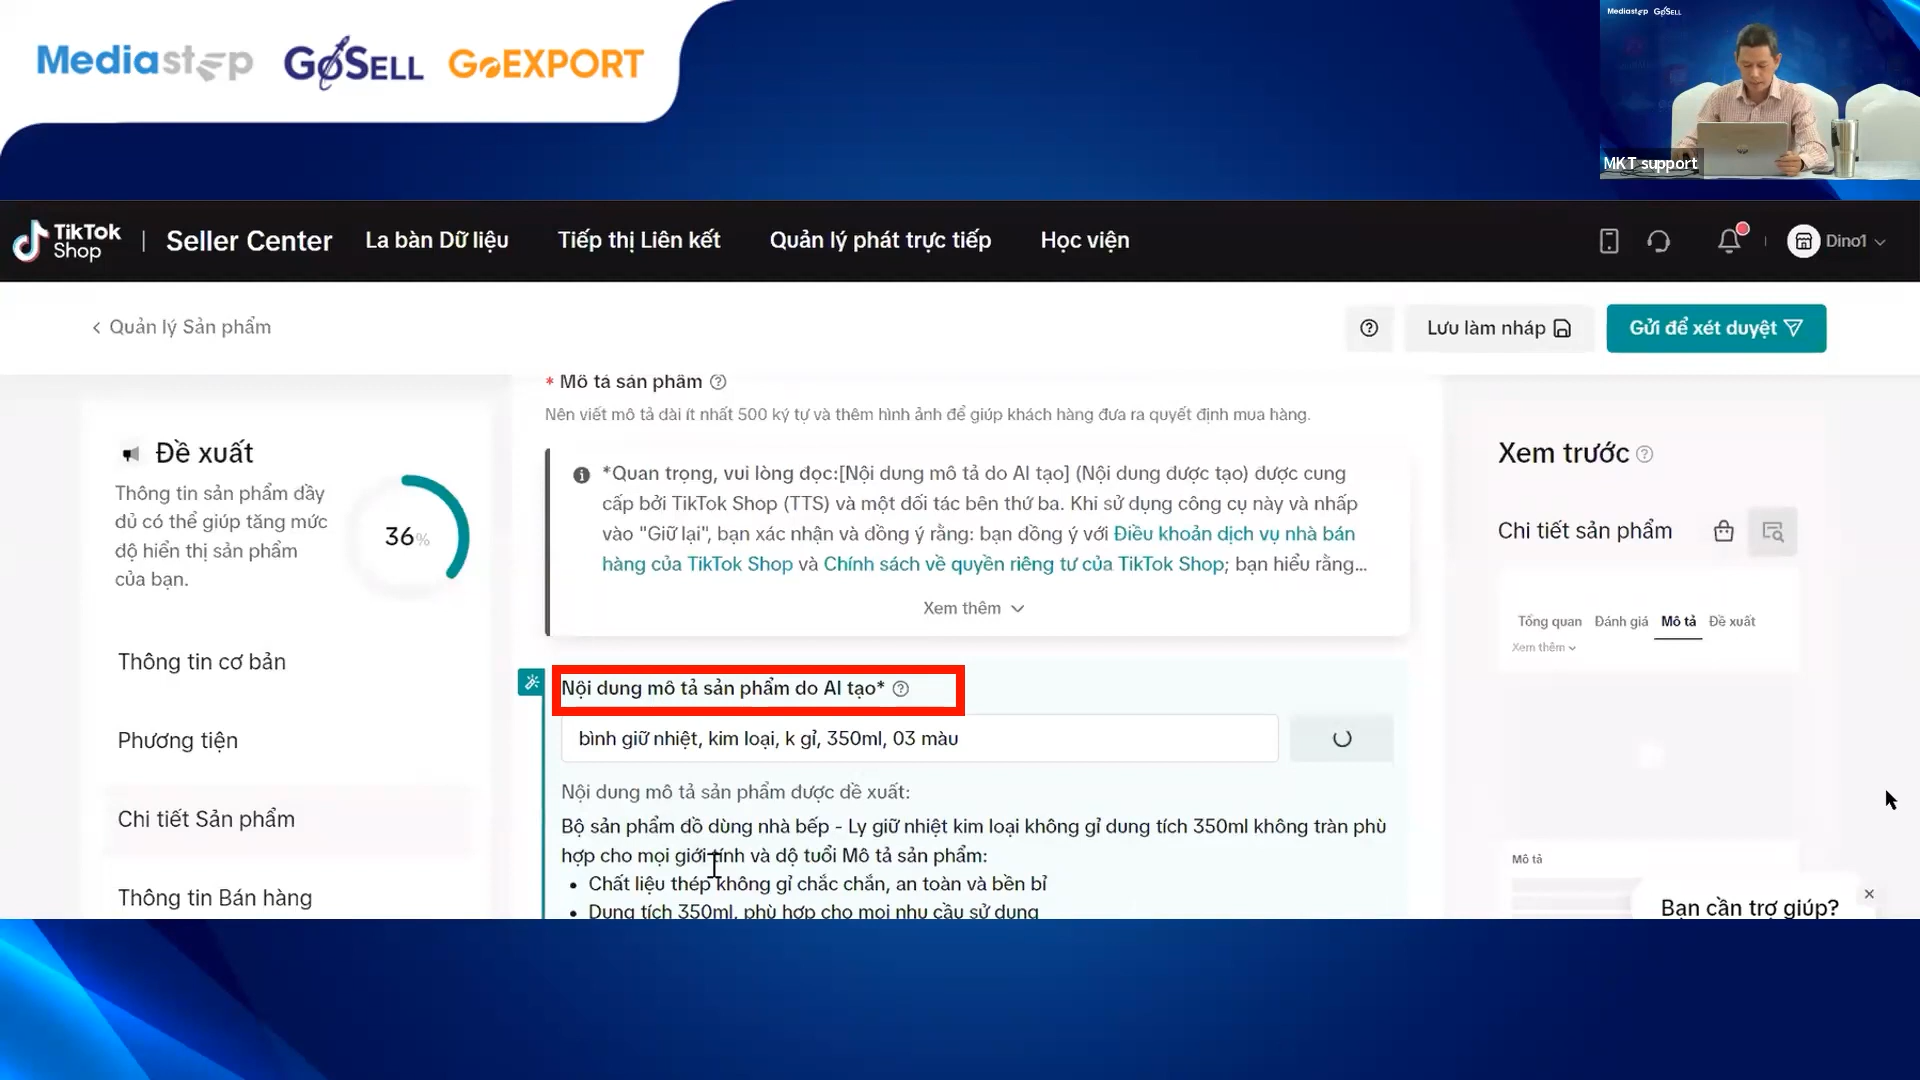 Mediastep GoSELL GoEXPORT
Mediastep GoSELL
MKT support
TikTok Shop | Seller Center La bàn Dữ liệu Tiếp thị Liên kết Quản lý phát trực tiếp Học viện Dino1
Quản lý Sản phẩm
Lưu làm nháp Gửi để xét duyệt
Đề xuất
Thông tin sản phẩm đầy
đủ có thể giúp tăng mức
độ hiển thị sản phẩm
của bạn.
36%
Thông tin cơ bản
Phương tiện
Chi tiết Sản phẩm
Thông tin Bán hàng
* Mô tả sản phẩm
Nên viết mô tả dài ít nhất 500 ký tự và thêm hình ảnh để giúp khách hàng đưa ra quyết định mua hàng.
*Quan trọng, vui lòng đọc:[Nội dung mô tả do AI tạo] (Nội dung được tạo) được cung
cấp bởi TikTok Shop (TTS) và một đối tác bên thứ ba. Khi sử dụng công cụ này và nhấp
vào "Giữ lại", bạn xác nhận và đồng ý rằng: bạn đồng ý với Điều khoản dịch vụ nhà bán
hàng của TikTok Shop và Chính sách về quyền riêng tư của TikTok Shop; bạn hiểu rằng...
Xem thêm
Nội dung mô tả sản phẩm do AI tạo*
bình giữ nhiệt, kim loại, k gỉ, 350ml, 03 màu
Nội dung mô tả sản phẩm được đề xuất:
Bộ sản phẩm đồ dùng nhà bếp - Ly giữ nhiệt kim loại không gỉ dung tích 350ml không tràn phù
hợp cho mọi giới tính và độ tuổi Mô tả sản phẩm:
• Chất liệu thép không gỉ chắc chắn, an toàn và bền bỉ
• Dung tích 350ml, phù hợp cho mọi nhu cầu sử dụng
Xem trước
Chi tiết sản phẩm
Tổng quan Đánh giá Mô tả Đề xuất
Xem thêm
Mô tả
Bạn cần trợ giúp?